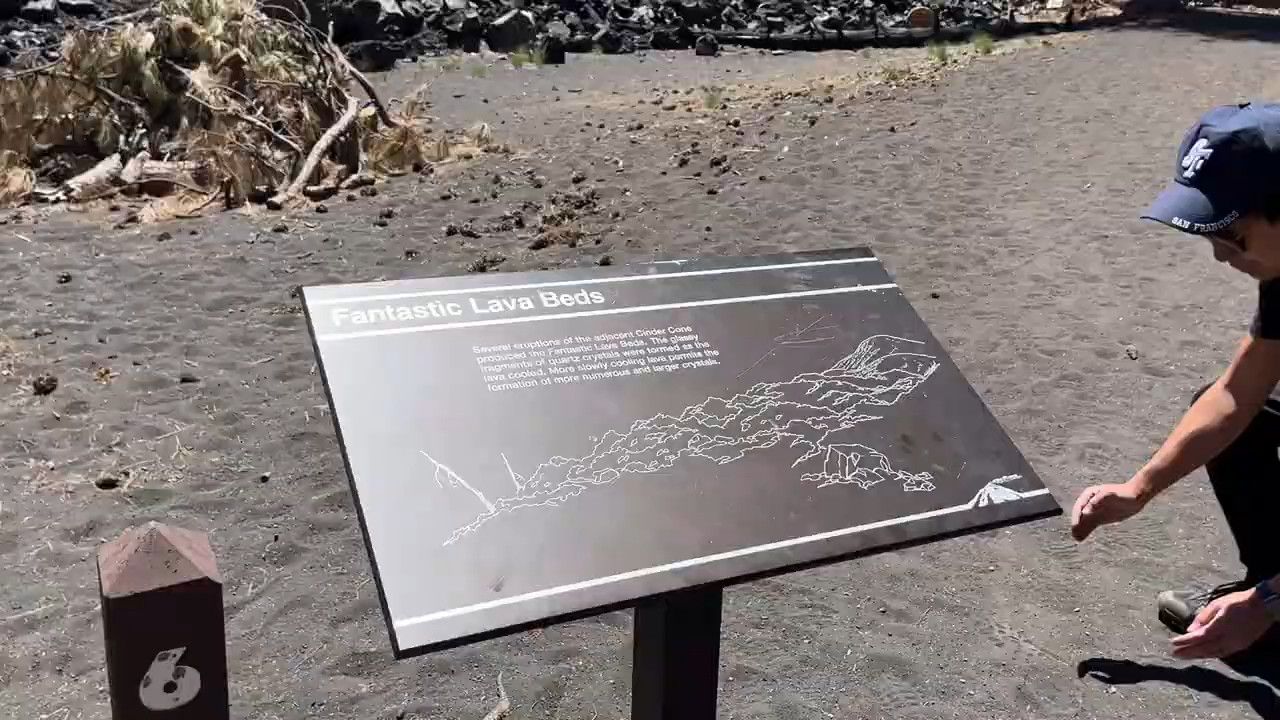 SAN FRANCISCO
Fantastic Lava Beds
Several eruptions of the adjacent Cinder Cone
produced the Fantastic Lava Beds. The glassy
fragments of quartz crystals were formed as the
lava cooled. More slowly cooling lava permits the
formation of more numerous and larger crystals.
6